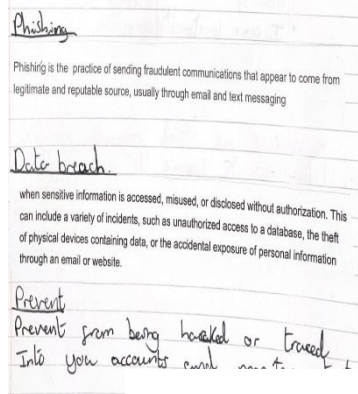 Phishing
Phishing is the practice of sending fraudulent communications that appear to come from
legitimate and reputable source, usually through email and text messaging
Data breach.
when sensitive information is accessed, misused, or disclosed without authorization. This
can include a variety of incidents, such as unauthorized access to a database, the theft
of physical devices containing data, or the accidental exposure of personal information
through an email or website.
Prevent
Prevent from being hacked or traced
Into you accounts and